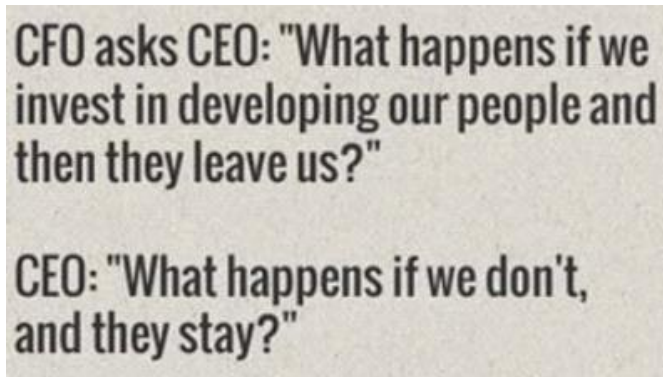 CFO asks CEO: "What happens if we
invest in developing our people and
then they leave us?"
CEO: "What happens if we don't,
and they stay?"